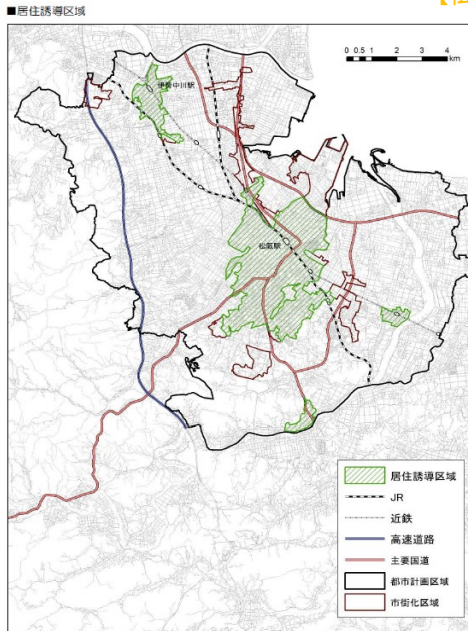 ■居住誘導区域
0 0.5 1 2 3 4
km
伊勢中川駅
松阪駅
居住誘導区域
JR
近鉄
高速道路
主要国道
都市計画区域
市街化区域